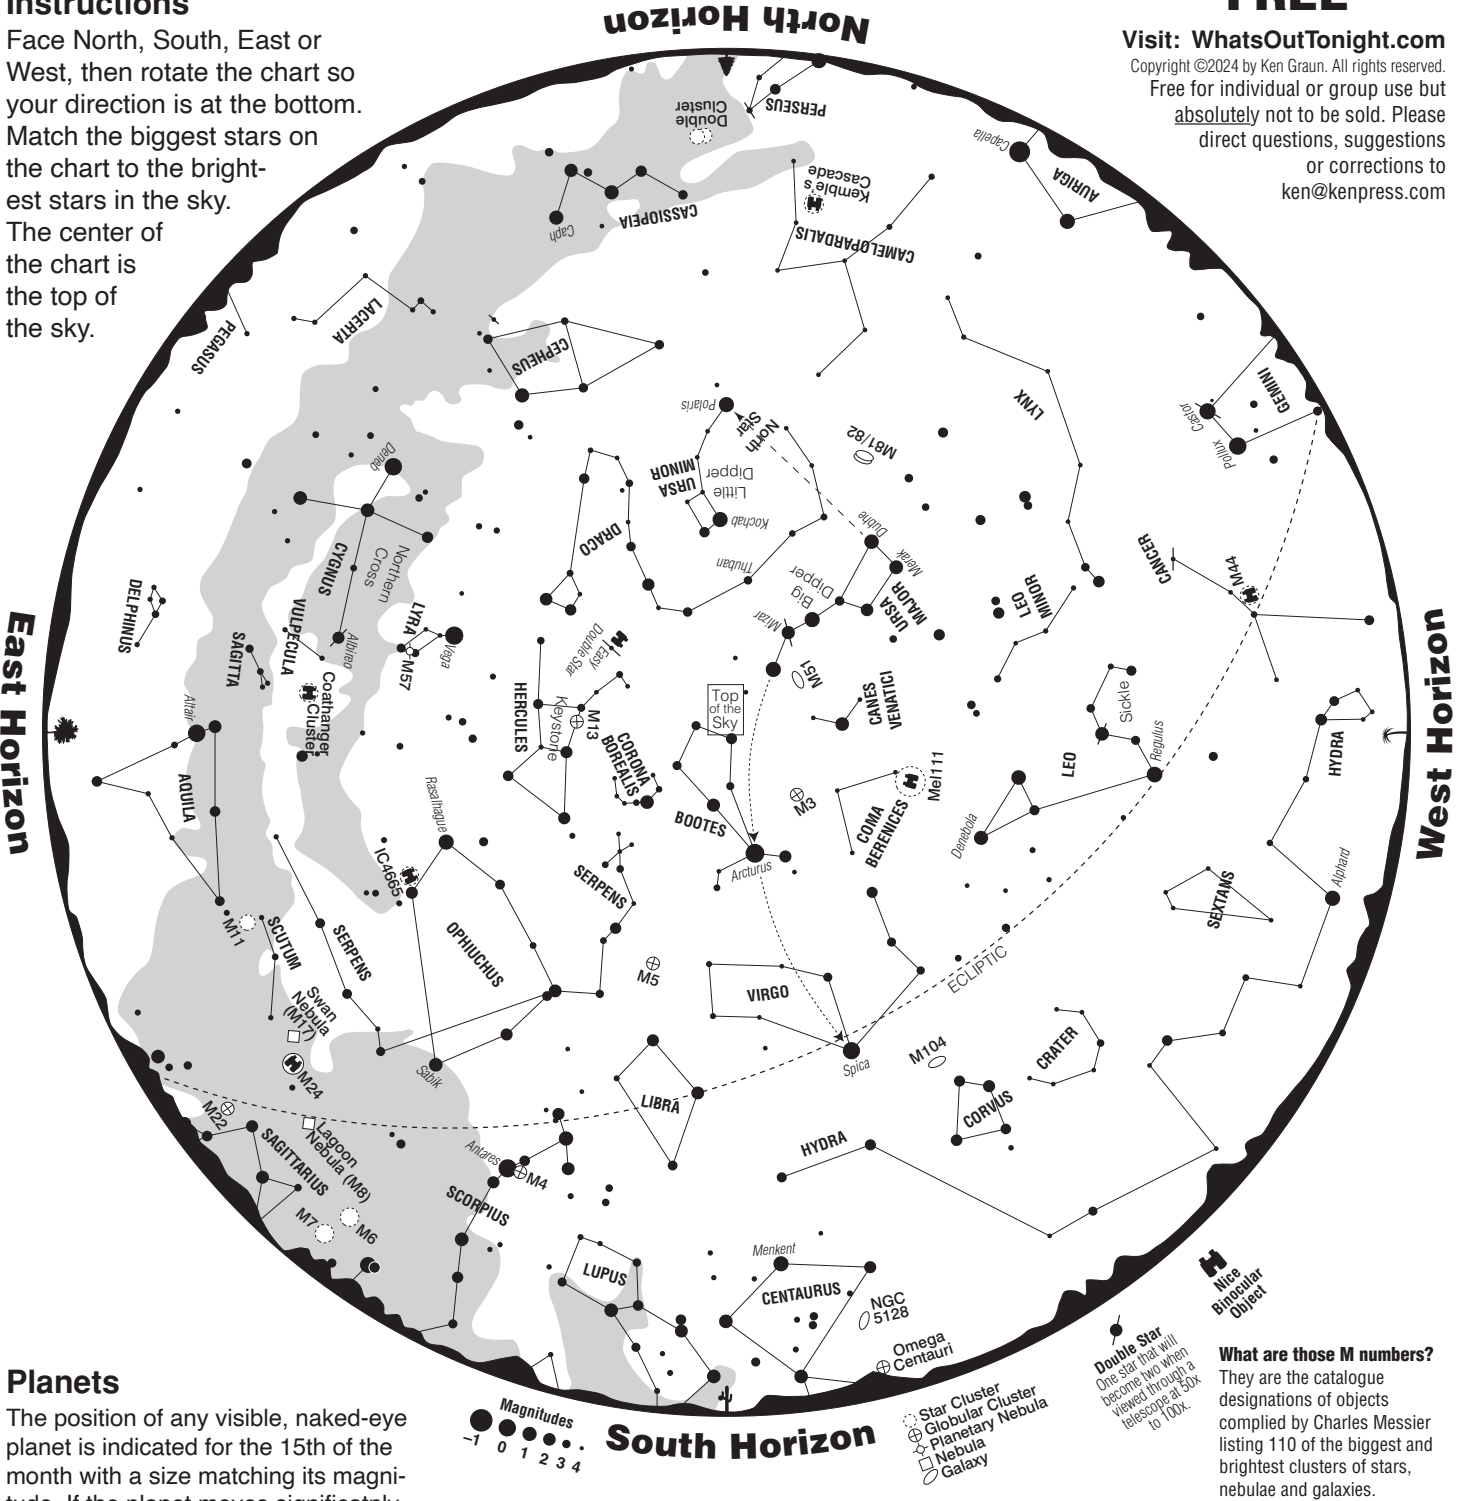 Instructions
Face North, South, East or
West, then rotate the chart so
your direction is at the bottom.
Match the biggest stars on
the chart to the bright-
est stars in the sky.
The center of
the chart is
the top of
the sky.
FREE
Visit: WhatsOutTonight.com
Copyright ©2024 by Ken Graun. All rights reserved.
Free for individual or group use but
absolutely not to be sold. Please
direct questions, suggestions
or corrections to
ken@kenpress.com
North Horizon
PERSEUS
Double
Cluster
Capella
AURIGA
Kemble's
Cascade
CASSIOPEIA
Caph
CAMELOPARDALIS
LACERTA
PEGASUS
CEPHEUS
GEMINI
Castor
Pollux
LYNX
Polaris
North
Star
M81/82
Deneb
URSA
MINOR
Little
Dipper
Kochab
DRACO
Thuban
Dubhe
Merak
Big
Dipper
URSA
MAJOR
Mizar
CYGNUS
Northern
Cross
CANCER
M44
LEO
MINOR
DELPHINUS
VULPECULA
SAGITTA
Albireo
LYRA
M57
Vega
Easy
Double Star
M51
East Horizon
West Horizon
Altair
Coathanger
Cluster
HERCULES
Keystone
M13
Top
of the
Sky
CANES
VENATICI
Sickle
Regulus
LEO
HYDRA
CORONA
BOREALIS
AQUILA
Rasalhague
BOOTES
M3
Mel111
COMA
BERENICES
Denebola
Arcturus
IC4665
SERPENS
Alphard
SEXTANS
M11
SCUTUM
SERPENS
OPHIUCHUS
M5
VIRGO
ECLIPTIC
Swan
Nebula
(M17)
M24
Sabik
Spica
M104
CRATER
M22
LIBRA
CORVUS
Lagoon
Nebula (M8)
SAGITTARIUS
HYDRA
Antares
M4
SCORPIUS
M7
M6
LUPUS
Menkent
CENTAURUS
NGC
5128
Omega
Centauri
Nice
Binocular
Object
Double Star
One star that will
become two when
viewed through a
telescope at 50x
to 100x.
South Horizon
Magnitudes
–1 0 1 2 3 4
Star Cluster
Globular Cluster
Planetary Nebula
Nebula
Galaxy
Planets
The position of any visible, naked-eye
planet is indicated for the 15th of the
month with a size matching its magni-
tude. If the planet moves significatnly
What are those M numbers?
They are the catalogue
designations of objects
complied by Charles Messier
listing 110 of the biggest and
brightest clusters of stars,
nebulae and galaxies.